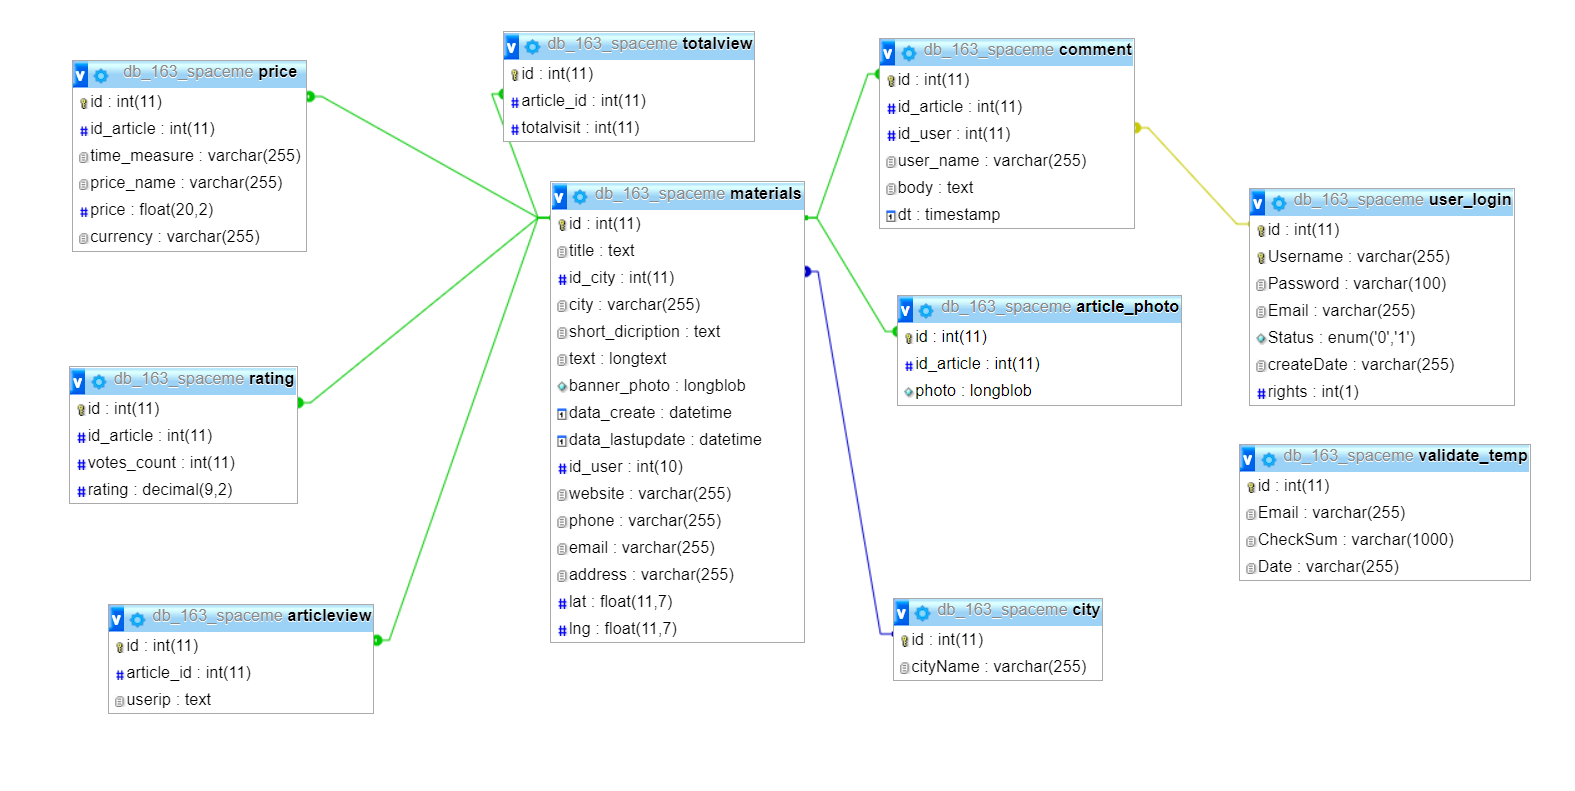 db_163_spaceme price
id : int(11)
id_article : int(11)
time_measure : varchar(255)
price_name : varchar(255)
price : float(20,2)
currency : varchar(255)
db_163_spaceme totalview
id : int(11)
article_id : int(11)
totalvisit : int(11)
db_163_spaceme comment
id : int(11)
id_article : int(11)
id_user : int(11)
user_name : varchar(255)
body : text
dt : timestamp
db_163_spaceme materials
id : int(11)
title : text
id_city : int(11)
city : varchar(255)
short_dicription : text
text : longtext
banner_photo : longblob
data_create : datetime
data_lastupdate : datetime
id_user : int(10)
website : varchar(255)
phone : varchar(255)
email : varchar(255)
address : varchar(255)
lat : float(11,7)
lng : float(11,7)
db_163_spaceme user_login
id : int(11)
Username : varchar(255)
Password : varchar(100)
Email : varchar(255)
Status : enum('0','1')
createDate : varchar(255)
rights : int(1)
db_163_spaceme article_photo
id : int(11)
id_article : int(11)
photo : longblob
db_163_spaceme rating
id : int(11)
id_article : int(11)
votes_count : int(11)
rating : decimal(9,2)
db_163_spaceme validate_temp
id : int(11)
Email : varchar(255)
CheckSum : varchar(1000)
Date : varchar(255)
db_163_spaceme articleview
id : int(11)
article_id : int(11)
userip : text
db_163_spaceme city
id : int(11)
cityName : varchar(255)